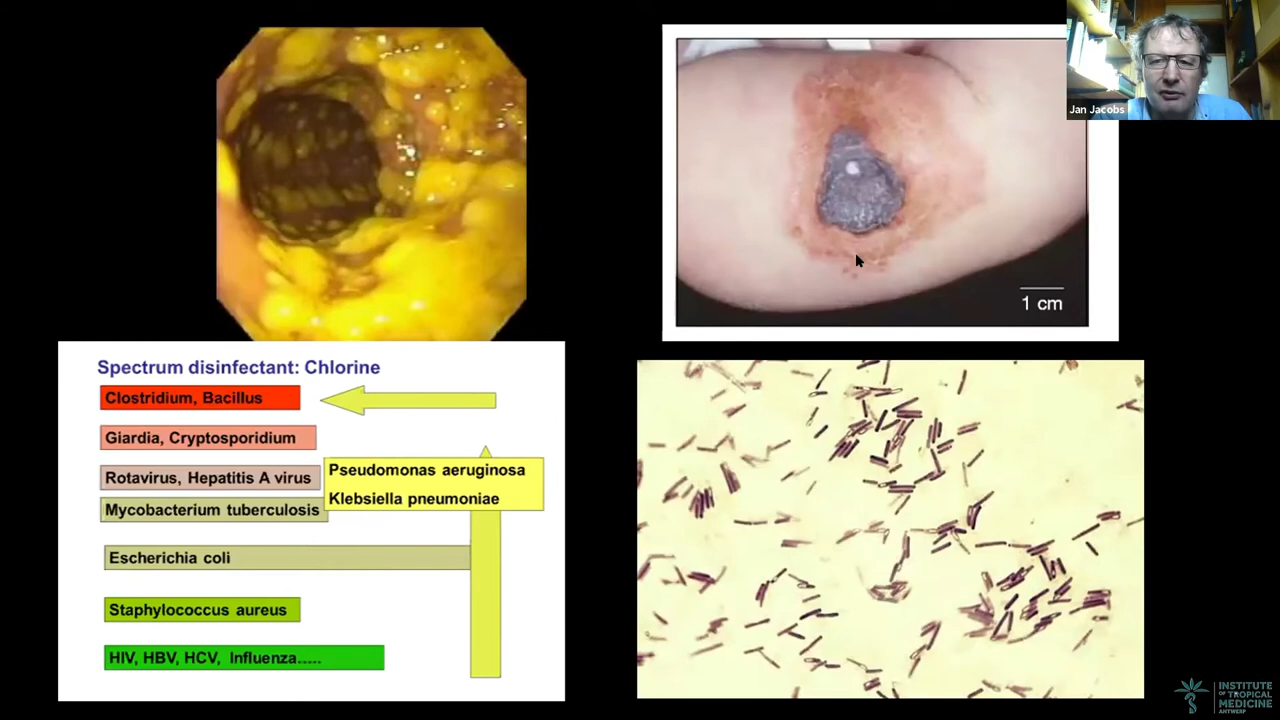 Jan Jacobs
1 cm
Spectrum disinfectant: Chlorine
Clostridium, Bacillus
Giardia, Cryptosporidium
Rotavirus, Hepatitis A virus
Pseudomonas aeruginosa
Klebsiella pneumoniae
Mycobacterium tuberculosis
Escherichia coli
Staphylococcus aureus
HIV, HBV, HCV, Influenza.....
INSTITUTE
OF TROPICAL
MEDICINE
ANTWERP